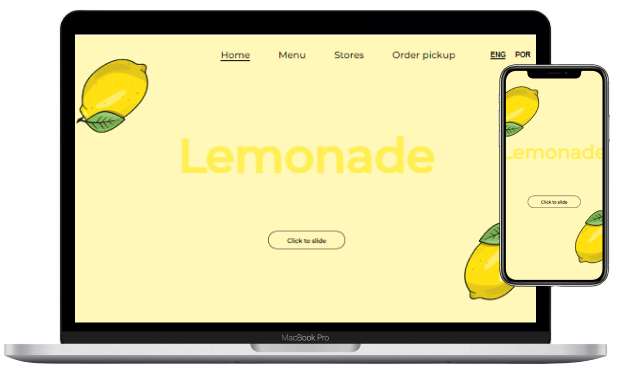 Home Menu Stores Order pickup ENG POR
Lemonade
Click to slide
MacBook Pro
Lemonade
Click to slide